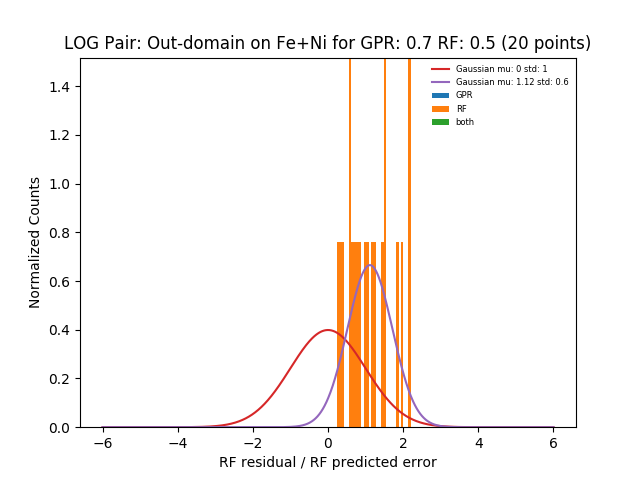 LOG Pair: Out-domain on Fe+Ni for GPR: 0.7 RF: 0.5 (20 points)
Gaussian mu: 0 std: 1
Gaussian mu: 1.12 std: 0.6
GPR
RF
both
Normalized Counts
1.4
1.2
1.0
0.8
0.6
0.4
0.2
0.0
−6 −4 −2 0 2 4 6
RF residual / RF predicted error